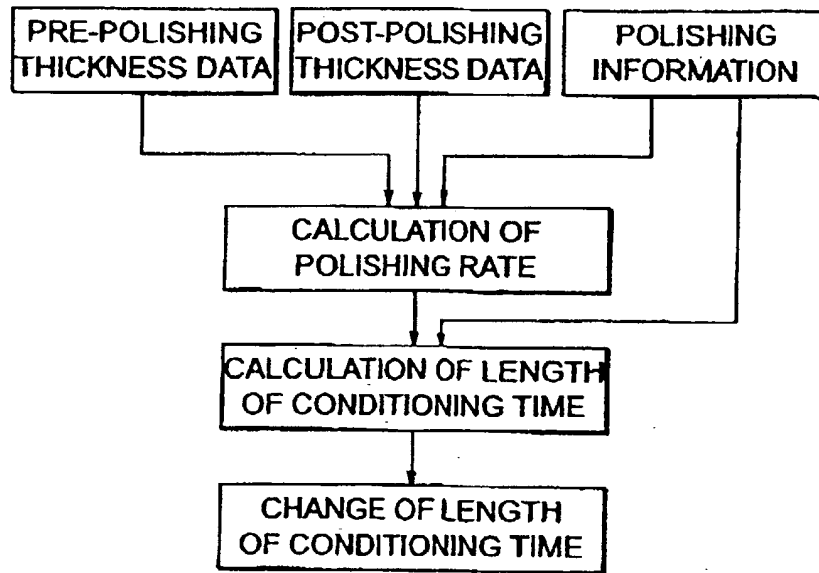 PRE-POLISHING
THICKNESS DATA
POST-POLISHING
THICKNESS DATA
POLISHING
INFORMATION
CALCULATION OF
POLISHING RATE
CALCULATION OF LENGTH
OF CONDITIONING TIME
CHANGE OF LENGTH
OF CONDITIONING TIME